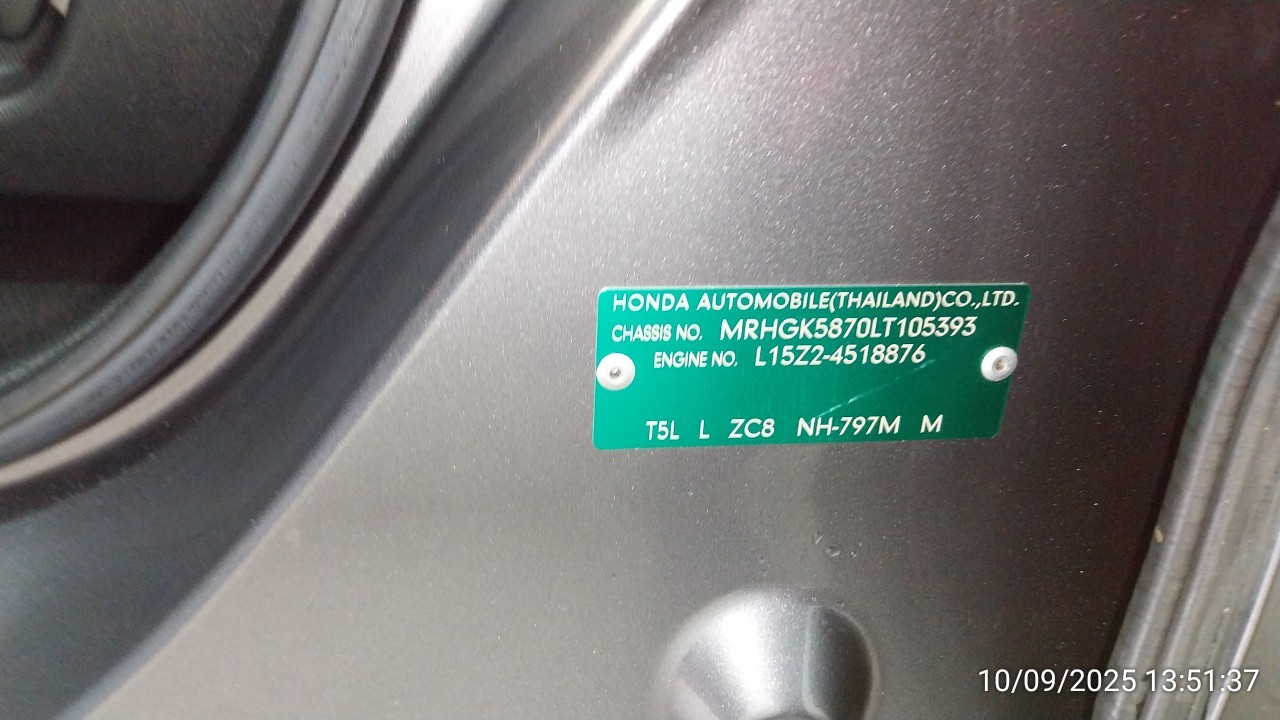 HONDA AUTOMOBILE(THAILAND)CO.,LTD.
CHASSIS NO. MRHGK5870LT105393
ENGINE NO. L15Z2-4518876
T5L L ZC8 NH-797M M
10/09/2025 13:51:37